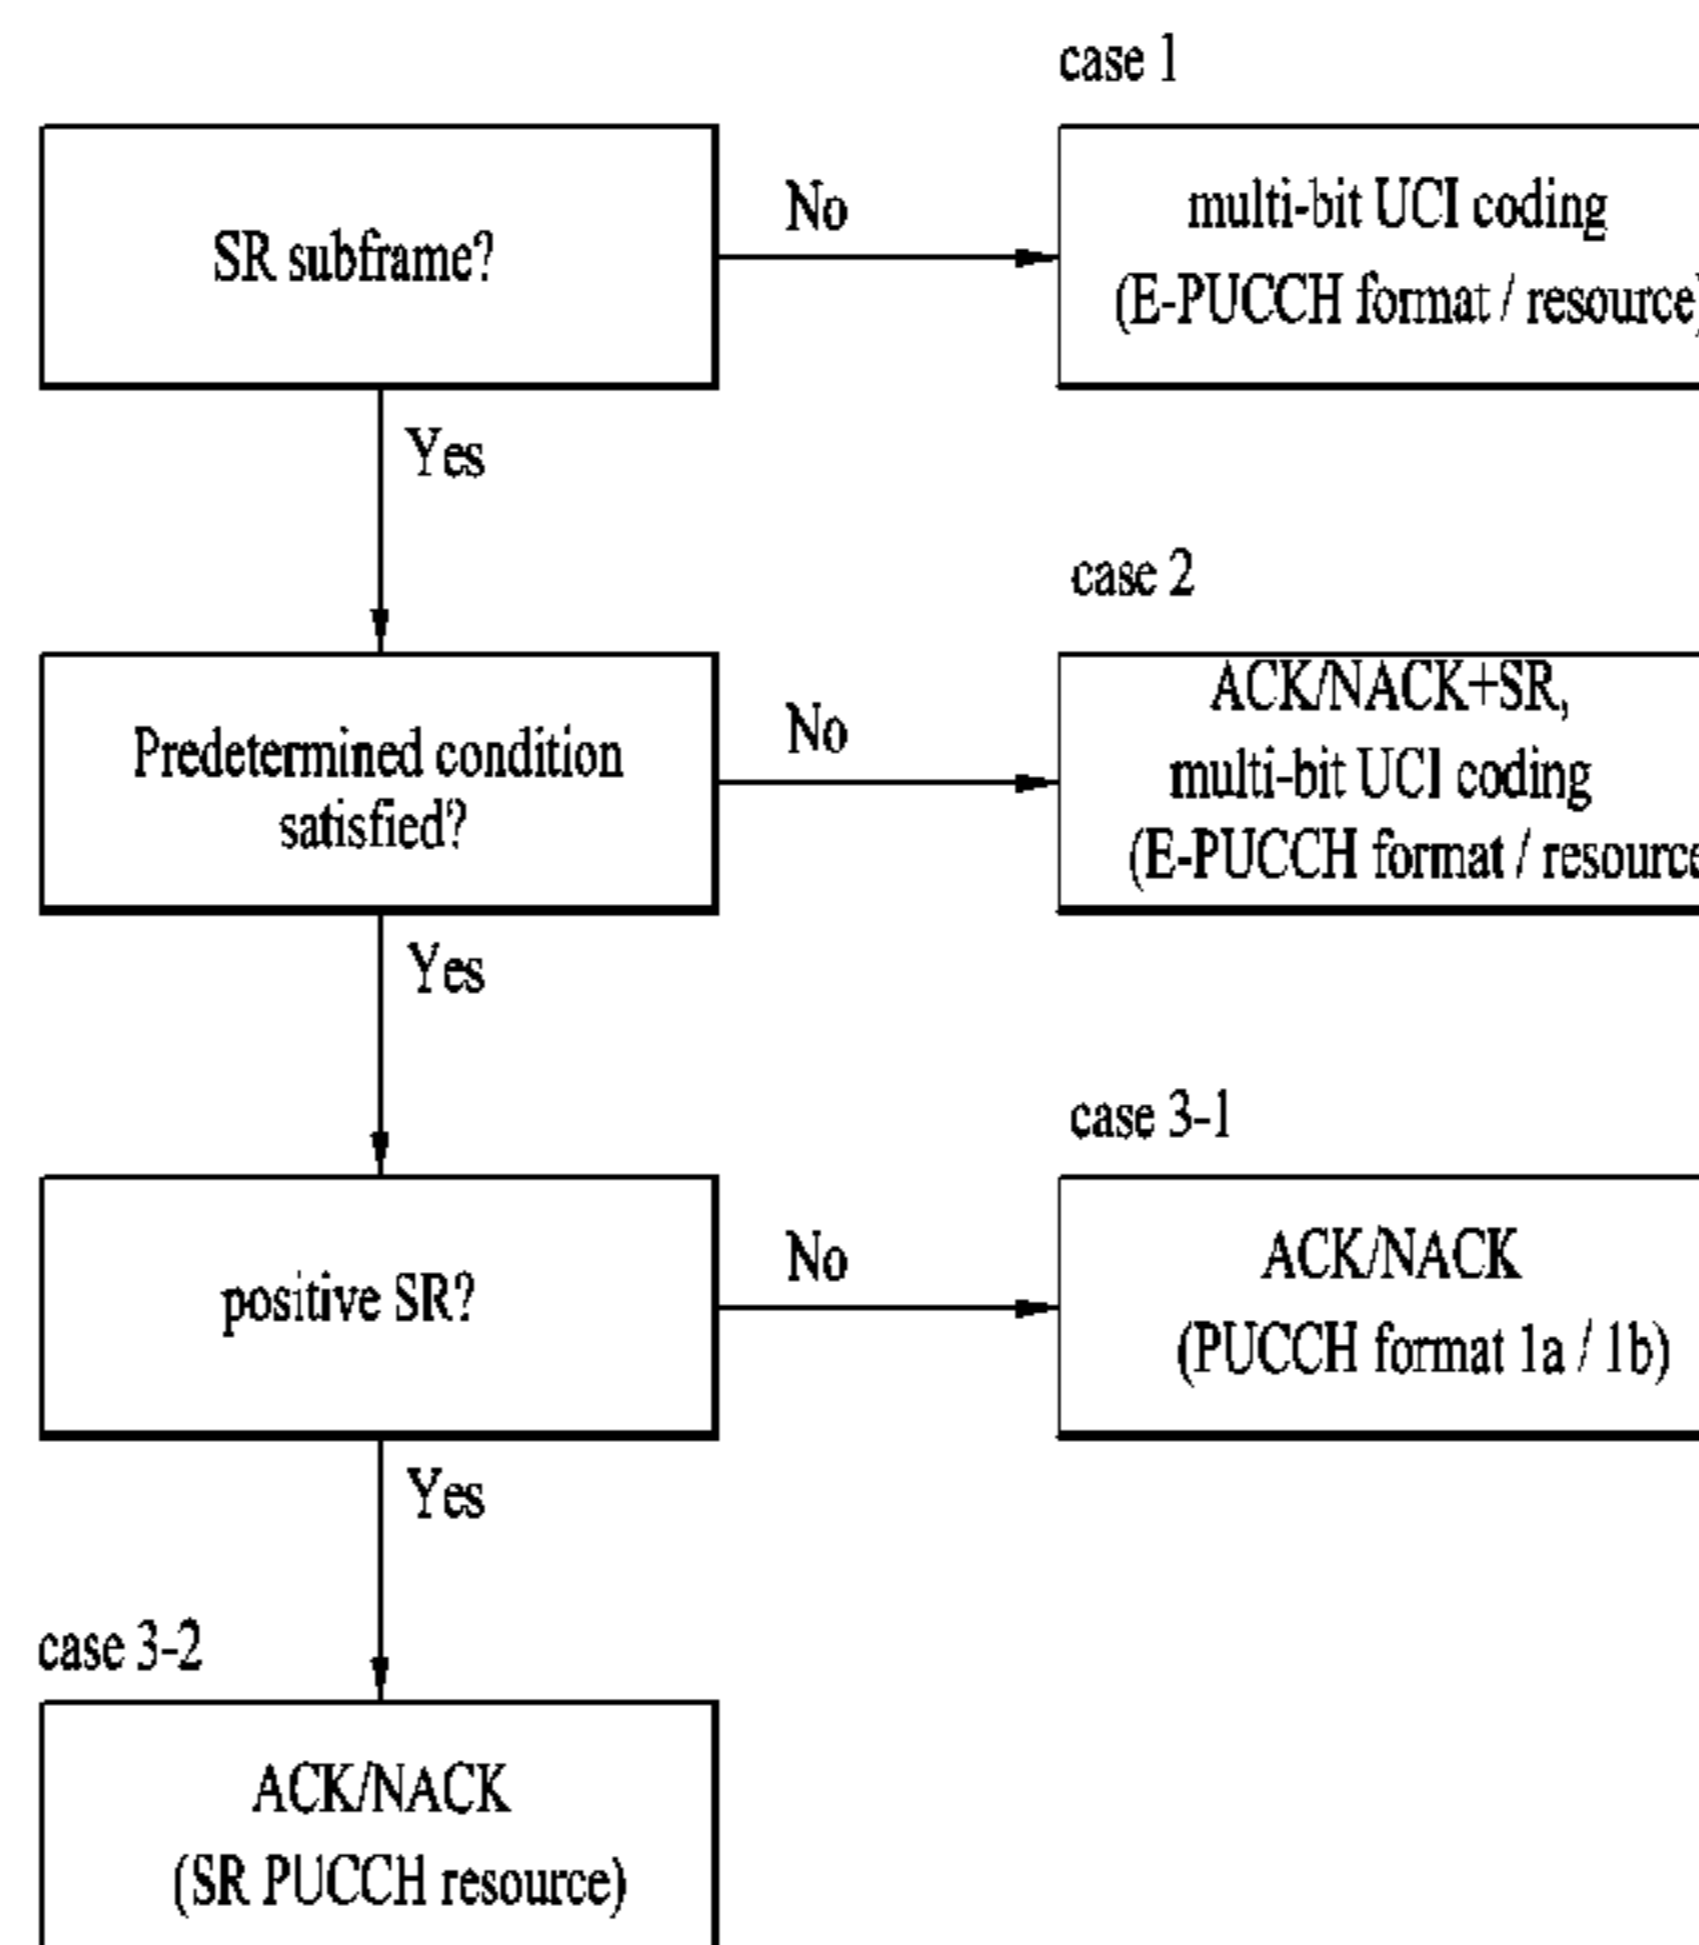 case 1
SR subframe?
No
multi-bit UCI coding
(E-PUCCH format / resource)
Yes
case 2
Predetermined condition
satisfied?
No
ACK/NACK+SR,
multi-bit UCI coding
(E-PUCCH format / resource
Yes
case 3-1
positive SR?
No
ACK/NACK
(PUCCH format 1a / 1b)
Yes
case 3-2
ACK/NACK
(SR PUCCH resource)